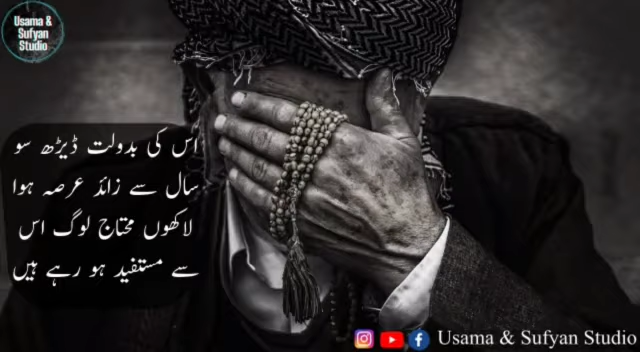 Usama &
Sufyan
Studio
اس کی بدولت ڈیڑھ سو
سال سے زائد عرصہ ہوا
لاکھوں محتاج لوگ اس
سے مستفید ہو رہے ہیں
Usama & Sufyan Studio